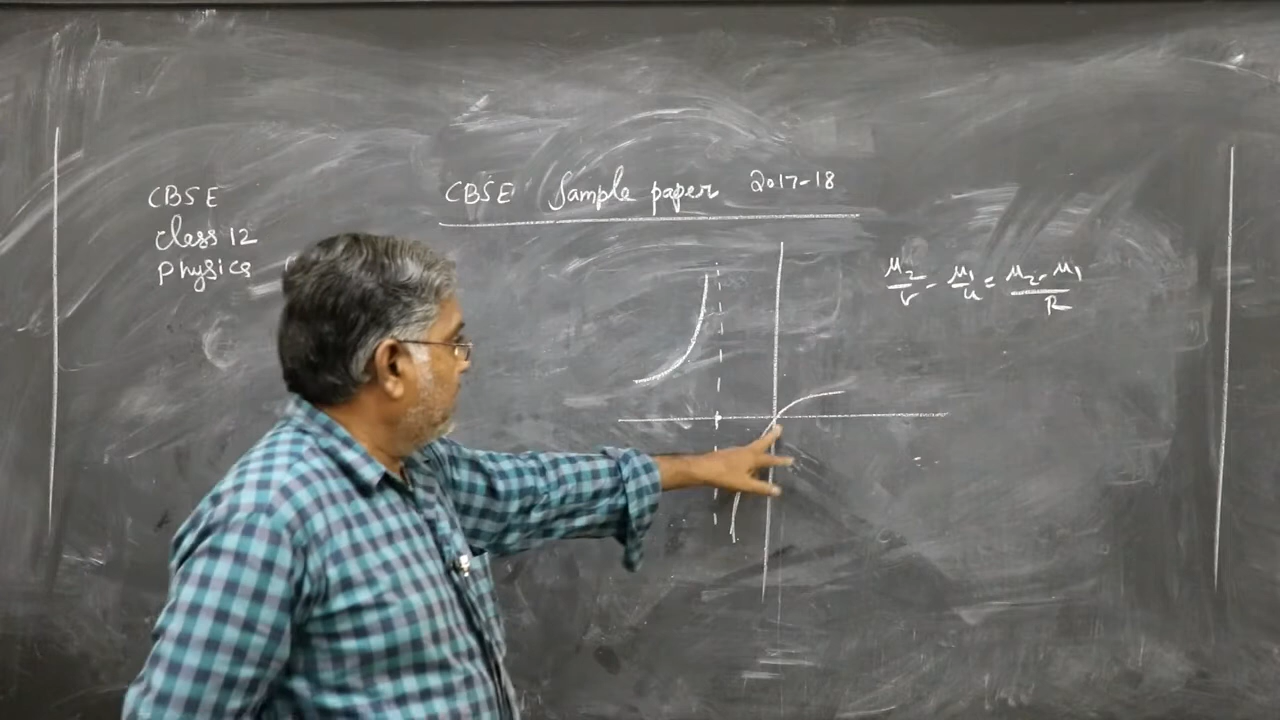 CBSE
Class 12
Physics
CBSE Sample paper 2017-18
μ₂/v - μ₁/u = μ₂-μ₁/R